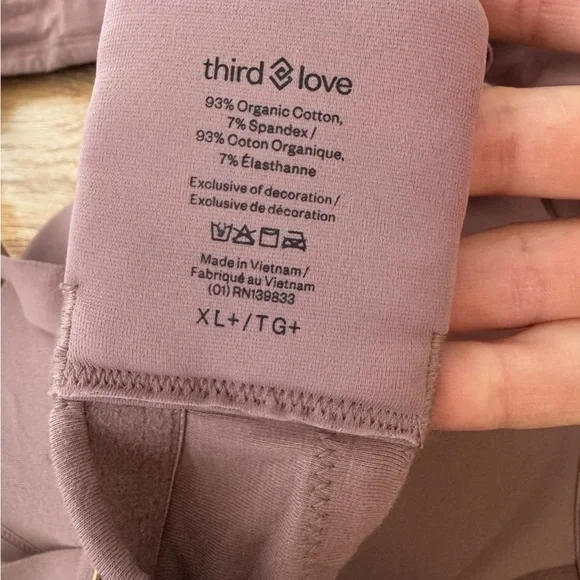 third love
93% Organic Cotton,
7% Spandex /
93% Coton Organique,
7% Élasthanne
Exclusive of decoration /
Exclusive de décoration
Made in Vietnam /
Fabriqué au Vietnam
(01) RN139833
XL+/TG+